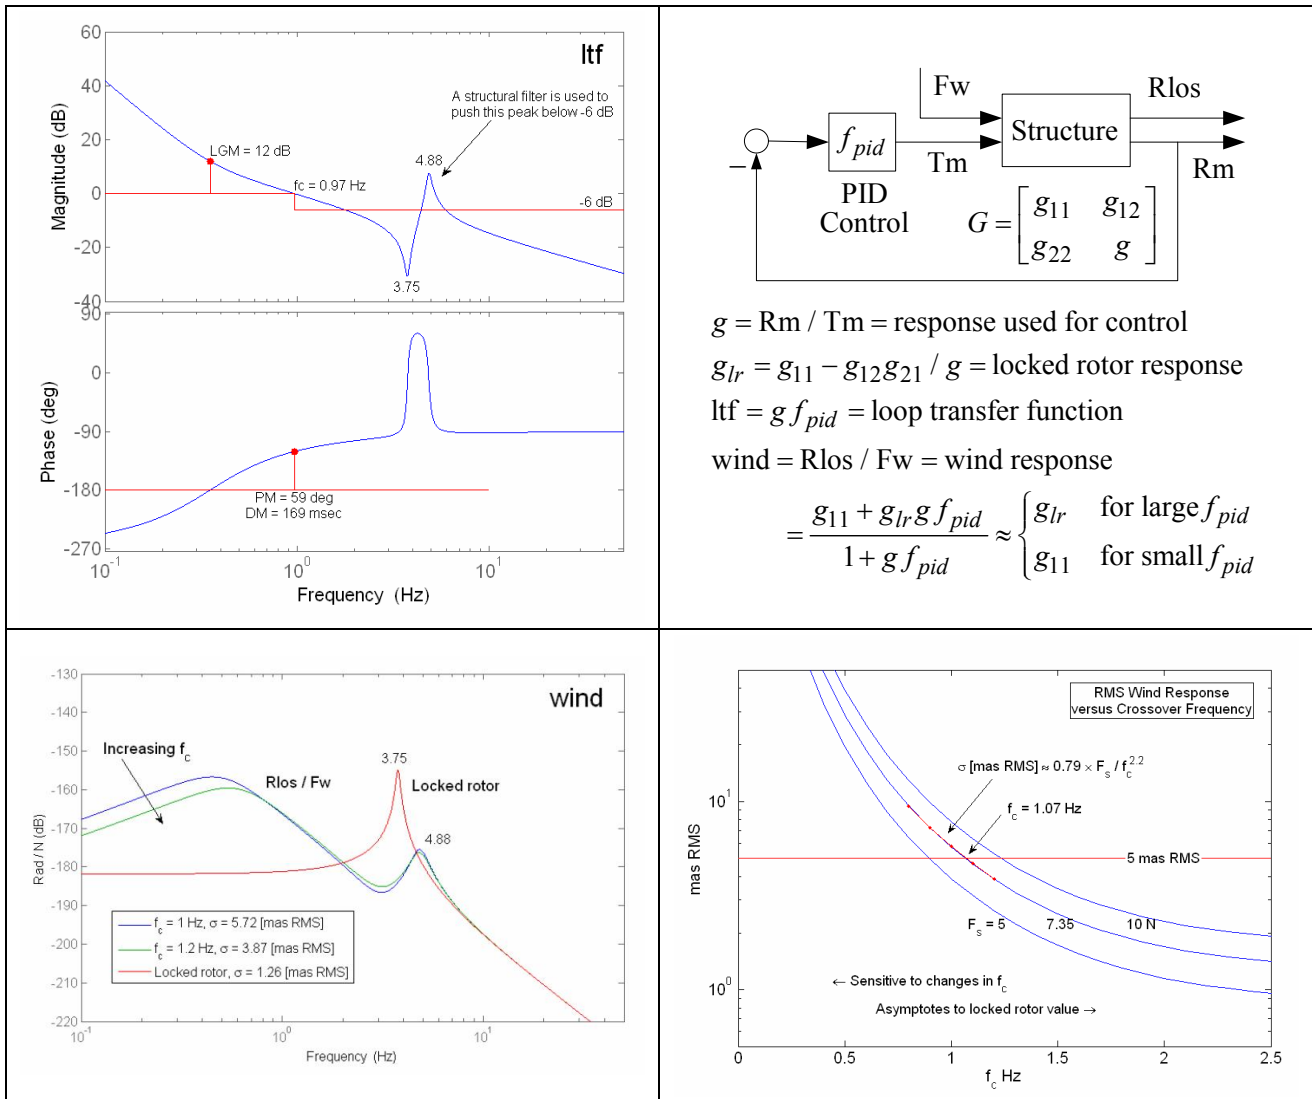 ltf
60
40
20
0
-20
-40
Magnitude (dB)
LGM = 12 dB
fc = 0.97 Hz
4.88
A structural filter is used to
push this peak below -6 dB
-6 dB
3.75
90
0
-90
-180
-270
Phase (deg)
PM = 59 deg
DM = 169 msec
10^-1
10^0
10^1
Frequency (Hz)
Fw
Rlos
f_pid
Structure
−
Tm
Rm
PID
Control
G = [g_11 g_12
g_22 g]
g = Rm / Tm = response used for control
g_lr = g_11 − g_12 g_21 / g = locked rotor response
ltf = g f_pid = loop transfer function
wind = Rlos / Fw = wind response
= (g_11 + g_lr g f_pid) / (1 + g f_pid) ≈ { g_lr for large f_pid
g_11 for small f_pid
wind
-130
-140
-150
-160
-170
-180
-190
-200
-210
-220
Rad / N (dB)
Increasing f_c
Rlos / Fw
3.75
Locked rotor
4.88
f_c = 1 Hz, σ = 5.72 [mas RMS]
f_c = 1.2 Hz, σ = 3.87 [mas RMS]
Locked rotor, σ = 1.26 [mas RMS]
10^-1
10^0
10^1
Frequency (Hz)
RMS Wind Response
versus Crossover Frequency
σ [mas RMS] ≈ 0.79 × F_s / f_c^2.2
f_c = 1.07 Hz
10^1
10^0
mas RMS
5 mas RMS
F_s = 5
7.35
10 N
← Sensitive to changes in f_c
Asymptotes to locked rotor value →
0
0.5
1
1.5
2
2.5
f_c Hz